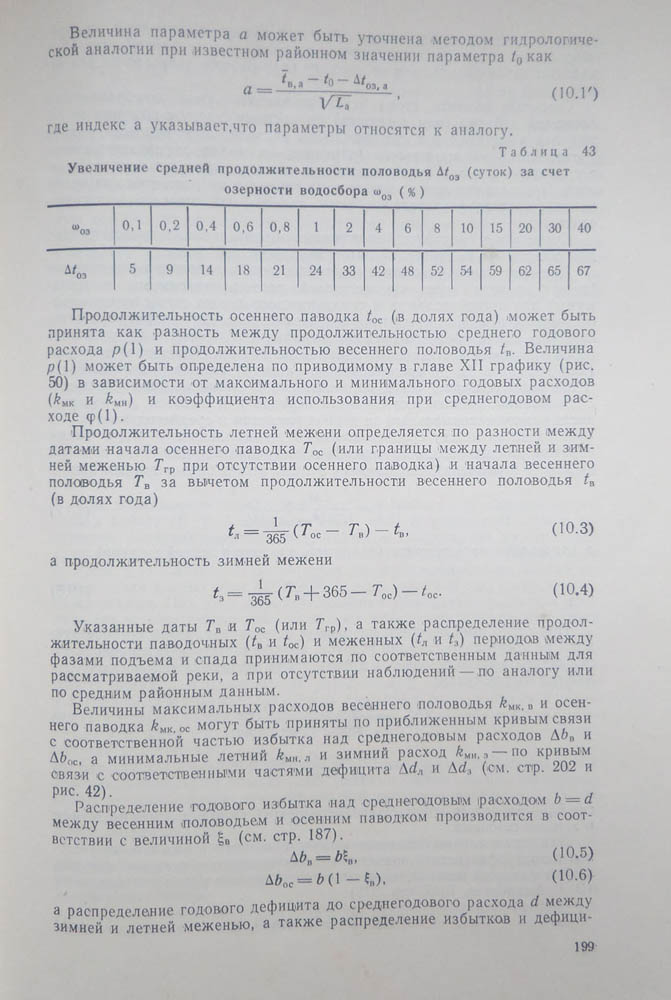 Величина параметра a может быть уточнена методом гидрологиче-
ской аналогии при известном районном значении параметра t₀ как
a = (t̄в, а — t₀ — Δtоз, а) / √Lа , (10.1′)
где индекс а указывает,что параметры относятся к аналогу.
Таблица 43
Увеличение средней продолжительности половодья Δtоз (суток) за счет
озерности водосбора ωоз (%)
ωоз 0,1 0,2 0,4 0,6 0,8 1 2 4 6 8 10 15 20 30 40
Δtоз 5 9 14 18 21 24 33 42 48 52 54 59 62 65 67
Продолжительность осеннего паводка tос (в долях года) может быть
принята как разность между продолжительностью среднего годового
расхода p(1) и продолжительностью весеннего половодья tв. Величина
p(1) может быть определена по приводимому в главе XII графику (рис.
50) в зависимости от максимального и минимального годовых расходов
(kмк и kмн) и коэффициента использования при среднегодовом рас-
ходе φ(1).
Продолжительность летней межени определяется по разности между
датами начала осеннего паводка Tос (или границы между летней и зим-
ней меженью Tгр при отсутствии осеннего паводка) и начала весеннего
половодья Tв за вычетом продолжительности весеннего половодья tв
(в долях года)
tл = 1/365 (Tос — Tв) — tв, (10.3)
а продолжительность зимней межени
tз = 1/365 (Tв + 365 — Tос) — tос. (10.4)
Указанные даты Tв и Tос (или Tгр), а также распределение продол-
жительности паводочных (tв и tос) и меженных (tл и tз) периодов между
фазами подъема и спада принимаются по соответственным данным для
рассматриваемой реки, а при отсутствии наблюдений — по аналогу или
по средним районным данным.
Величины максимальных расходов весеннего половодья kмк. в и осен-
него паводка kмк. ос могут быть приняты по приближенным кривым связи
с соответственной частью избытка над среднегодовым расходов Δbв и
Δbос, а минимальные летний kмн. л и зимний расход kмн. з — по кривым
связи с соответственными частями дефицита Δdл и Δdз (см. стр. 202 и
рис. 42).
Распределение годового избытка над среднегодовым расходом b = d
между весенним половодьем и осенним паводком производится в соот-
ветствии с величиной ξв (см. стр. 187).
Δbв = bξв, (10.5)
Δbос = b (1 — ξв), (10.6)
а распределение годового дефицита до среднегодового расхода d между
зимней и летней меженью, а также распределение избытков и дефици-
199